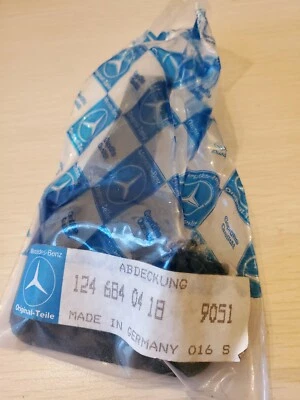 Mercedes-Benz
Original-Teile
ABDECKUNG
124 684 04 18 9051
MADE IN GERMANY 016 S